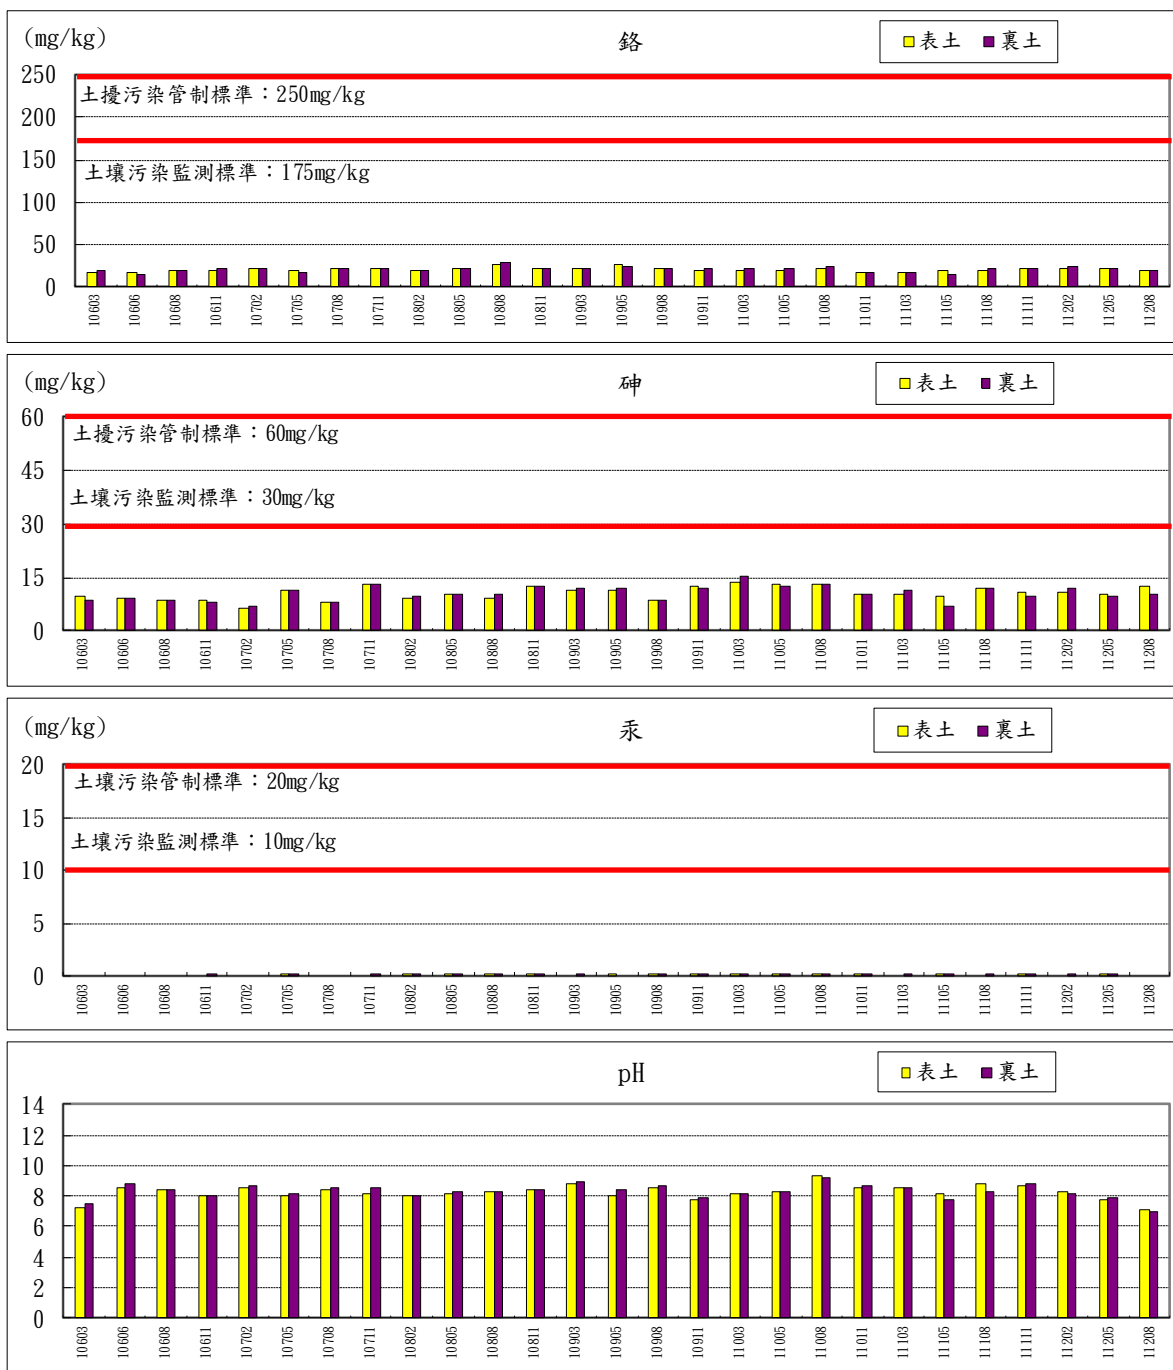 (mg/kg)
鉻
表土 裏土
250
土擾污染管制標準：250mg/kg
200
150
土壤污染監測標準：175mg/kg
100
50
0
10603 10606 10608 10611 10702 10705 10708 10711 10802 10805 10808 10811 10903 10905 10908 10911 11003 11005 11008 11011 11103 11105 11108 11111 11202 11205 11208
(mg/kg)
砷
表土 裏土
60
土擾污染管制標準：60mg/kg
45
土壤污染監測標準：30mg/kg
30
15
0
10603 10606 10608 10611 10702 10705 10708 10711 10802 10805 10808 10811 10903 10905 10908 10911 11003 11005 11008 11011 11103 11105 11108 11111 11202 11205 11208
(mg/kg)
汞
表土 裏土
20
土壤污染管制標準：20mg/kg
15
土壤污染監測標準：10mg/kg
10
5
0
10603 10606 10608 10611 10702 10705 10708 10711 10802 10805 10808 10811 10903 10905 10908 10911 11003 11005 11008 11011 11103 11105 11108 11111 11202 11205 11208
pH
表土 裏土
14
12
10
8
6
4
2
0
10603 10606 10608 10611 10702 10705 10708 10711 10802 10805 10808 10811 10903 10905 10908 10911 11003 11005 11008 11011 11103 11105 11108 11111 11202 11205 11208